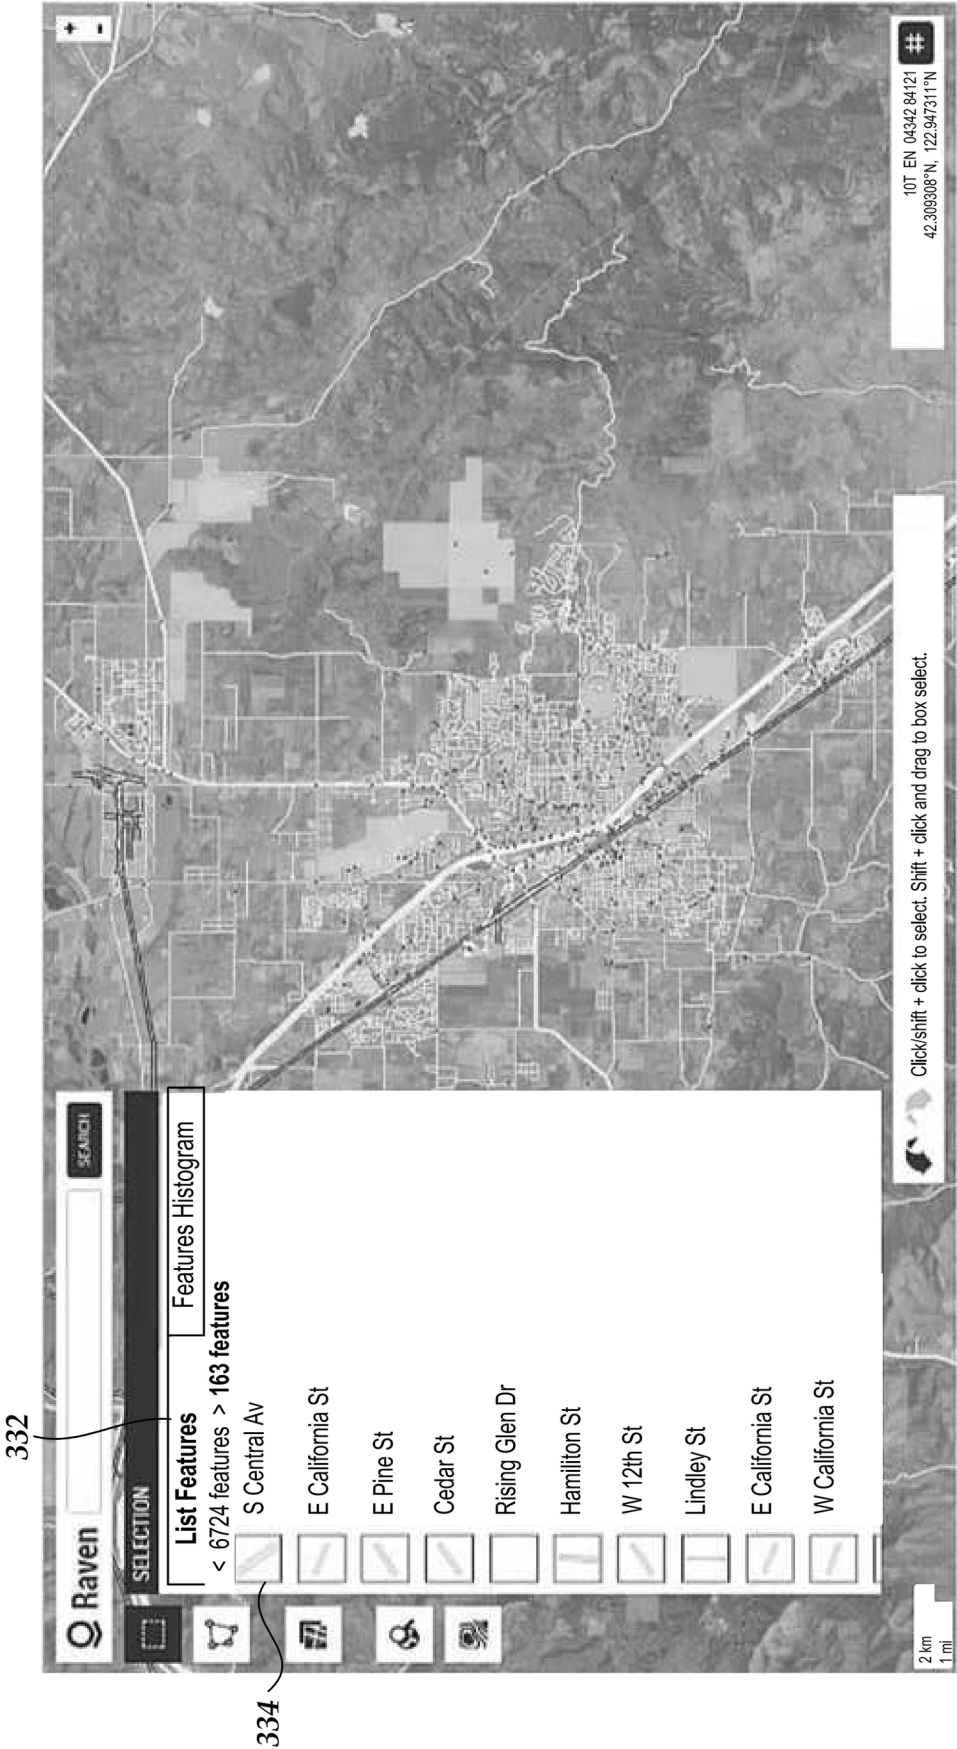 332
334
Raven
SEARCH
+
-
SELECTION
List Features
Features Histogram
< 6724 features > 163 features
S Central Av
E California St
E Pine St
Cedar St
Rising Glen Dr
Hamiliton St
W 12th St
Lindley St
E California St
W California St
2 km
1 mi
Click/shift + click to select. Shift + click and drag to box select.
10T EN 04342 84121
42.309308°N, 122.947311°N
#